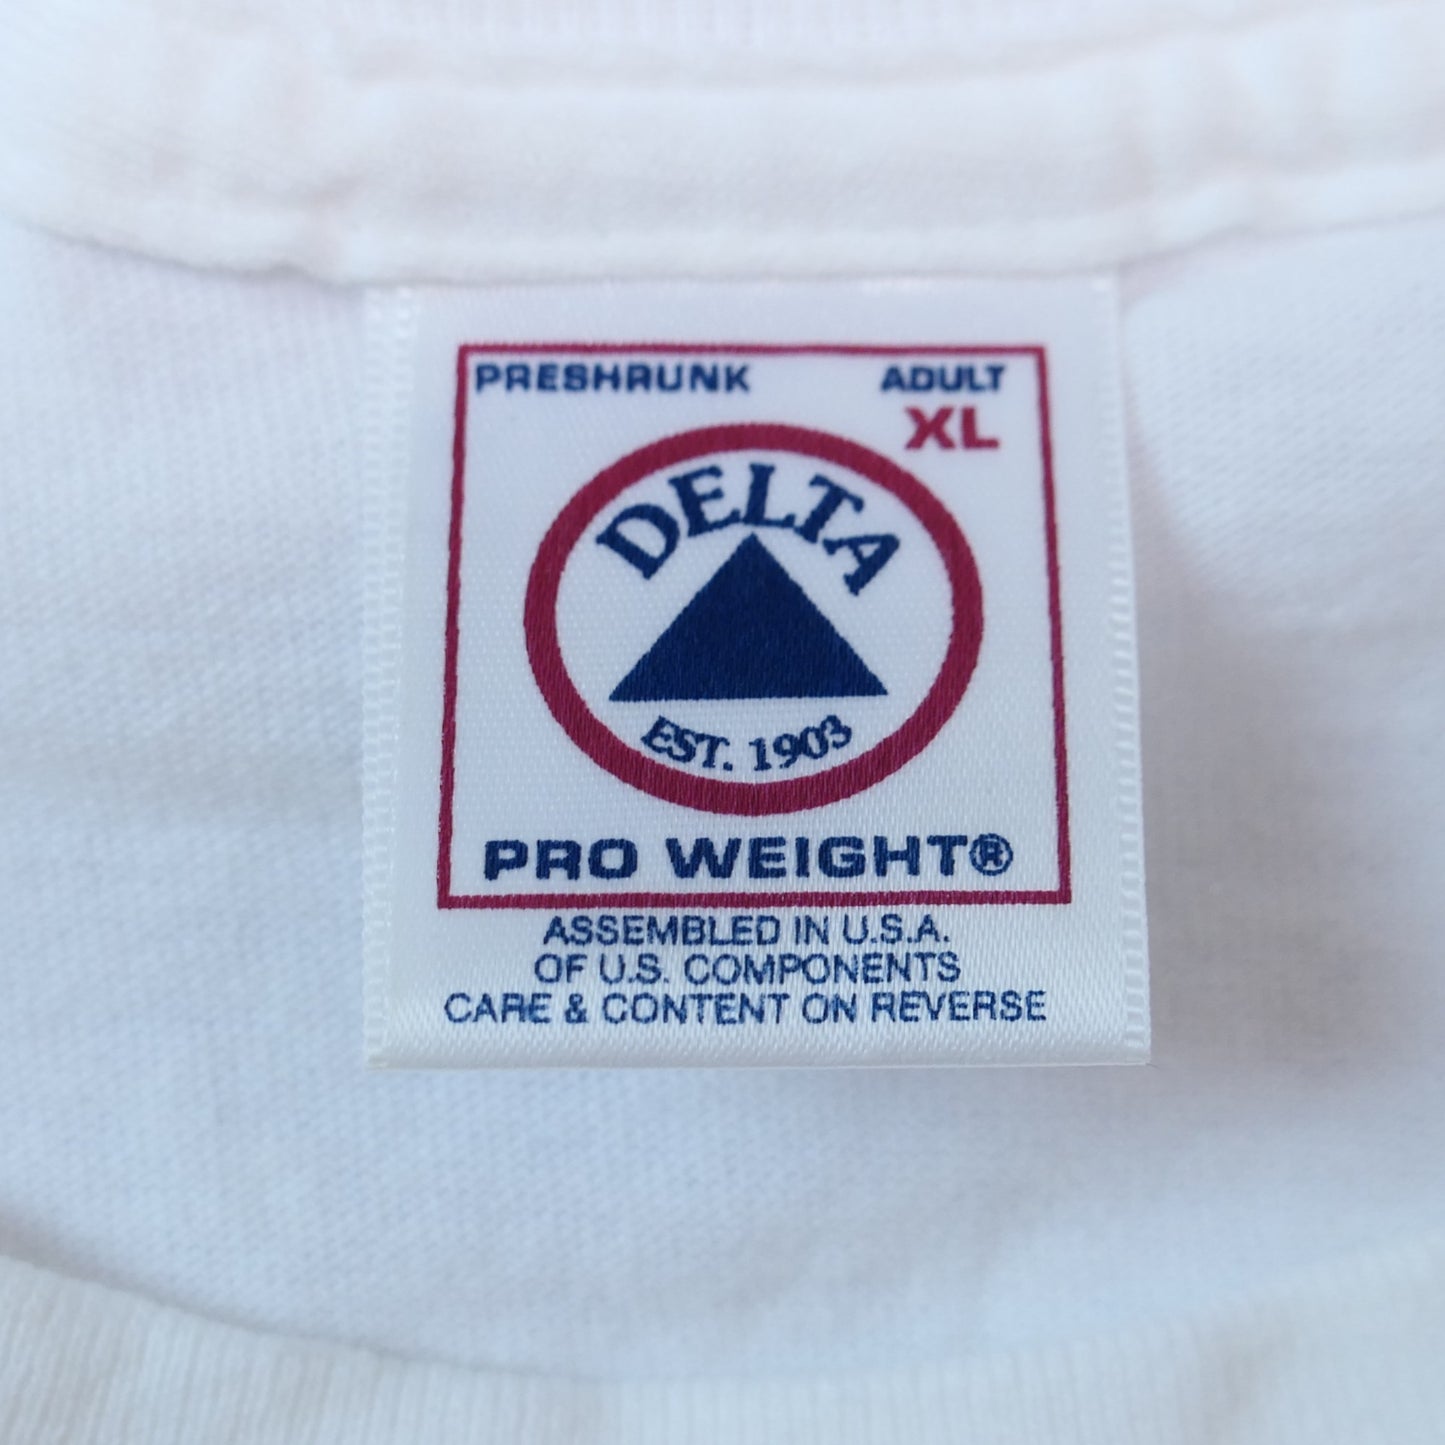 PRESHRUNK ADULT
XL
DELTA
EST. 1903
PRO WEIGHT®
ASSEMBLED IN U.S.A.
OF U.S. COMPONENTS
CARE & CONTENT ON REVERSE